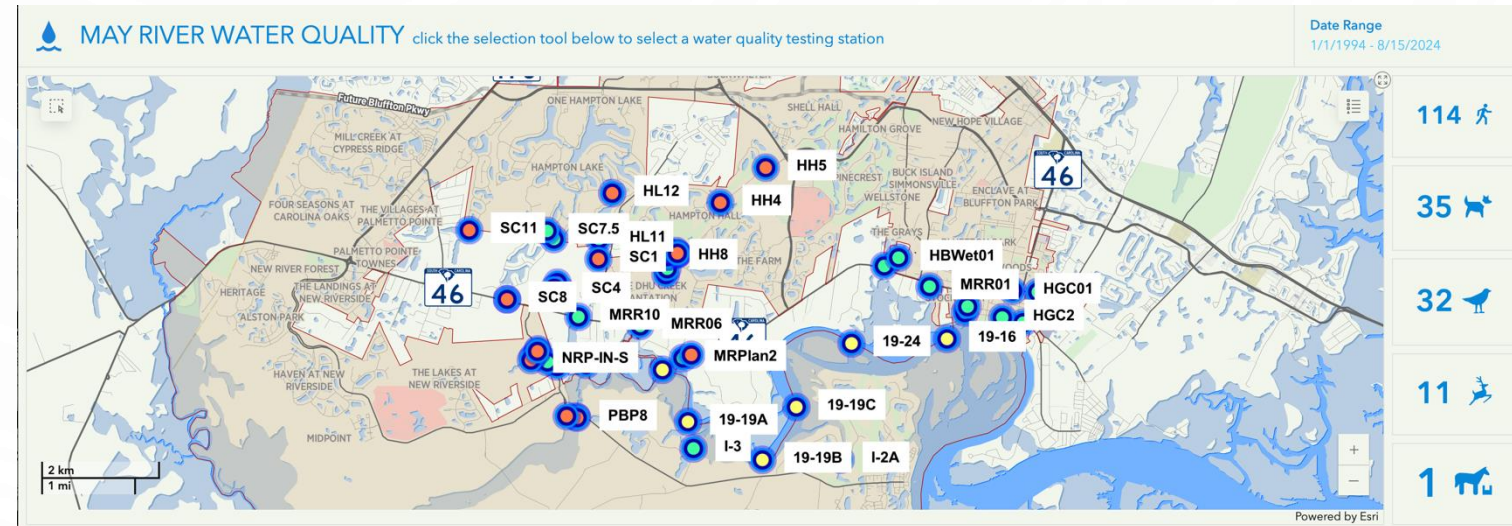 MAY RIVER WATER QUALITY click the selection tool below to select a water quality testing station
Date Range
1/1/1994 - 8/15/2024
Future Bluffton Pkwy
ONE HAMPTON LAKE
SHELL HALL
MILL CREEK AT
CYPRESS RIDGE
HAMILTON GROVE
NEW HOPE VILLAGE
HAMPTON LAKE
HH5
BUCK ISLAND
SIMMONSVILLE
WELLSTONE
46
HL12
HH4
ENCLAVE AT
BLUFFTON PARK
FOUR SEASONS AT
CAROLINA OAKS
THE VILLAGES AT
PALMETTO POINTE
HAMPTON HALL
SC11
SC7.5
HL11
THE GRAYS
PALMETTO POINTE
TOWNES
SC1
HH8
THE FARM
HBWet01
NEW RIVER FOREST
HERITAGE
THE LANDINGS AT
NEW RIVERSIDE
46
SC8
SC4
MRR01
HGC01
ALSTON PARK
MRR10
MRR06
HGC2
NRP-IN-S
MRPlan2
19-24
19-16
HAVEN AT NEW
RIVERSIDE
THE LAKES AT
NEW RIVERSIDE
PBP8
19-19A
19-19C
MIDPOINT
I-3
19-19B
I-2A
2 km
1 mi
Powered by Esri
114
35
32
11
1